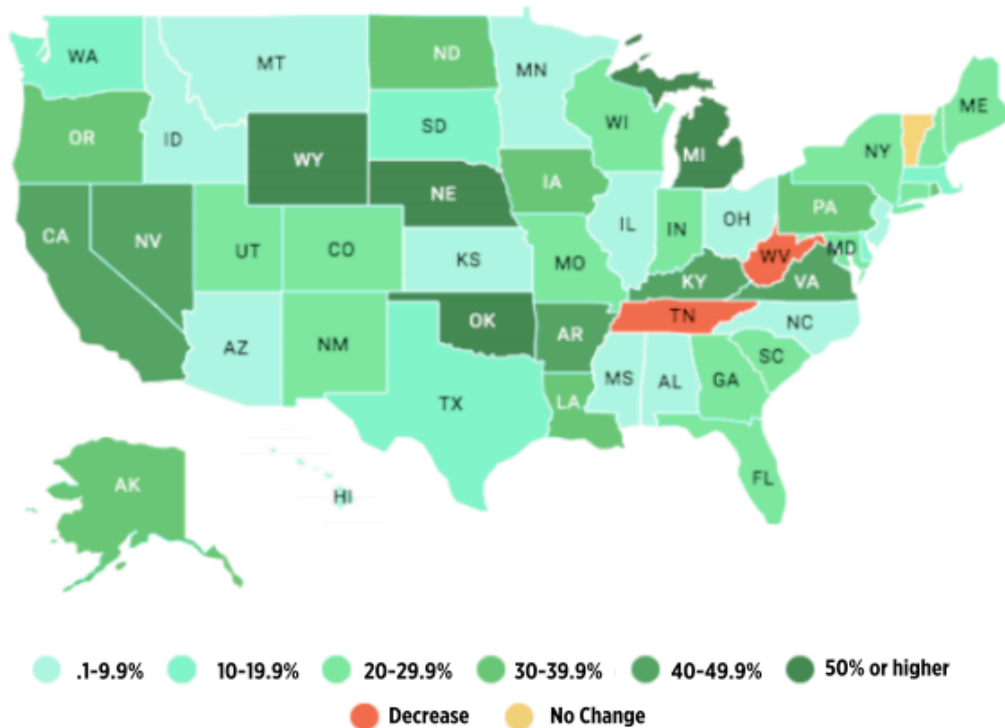 WA
MT
ND
MN
ME
OR
ID
SD
WI
NY
WY
MI
NE
IA
PA
CA
NV
UT
CO
KS
MO
IL
IN
OH
MD
WV
VA
KY
AZ
NM
OK
AR
TN
NC
SC
TX
LA
MS
AL
GA
FL
AK
HI
.1-9.9%
10-19.9%
20-29.9%
30-39.9%
40-49.9%
50% or higher
Decrease
No Change